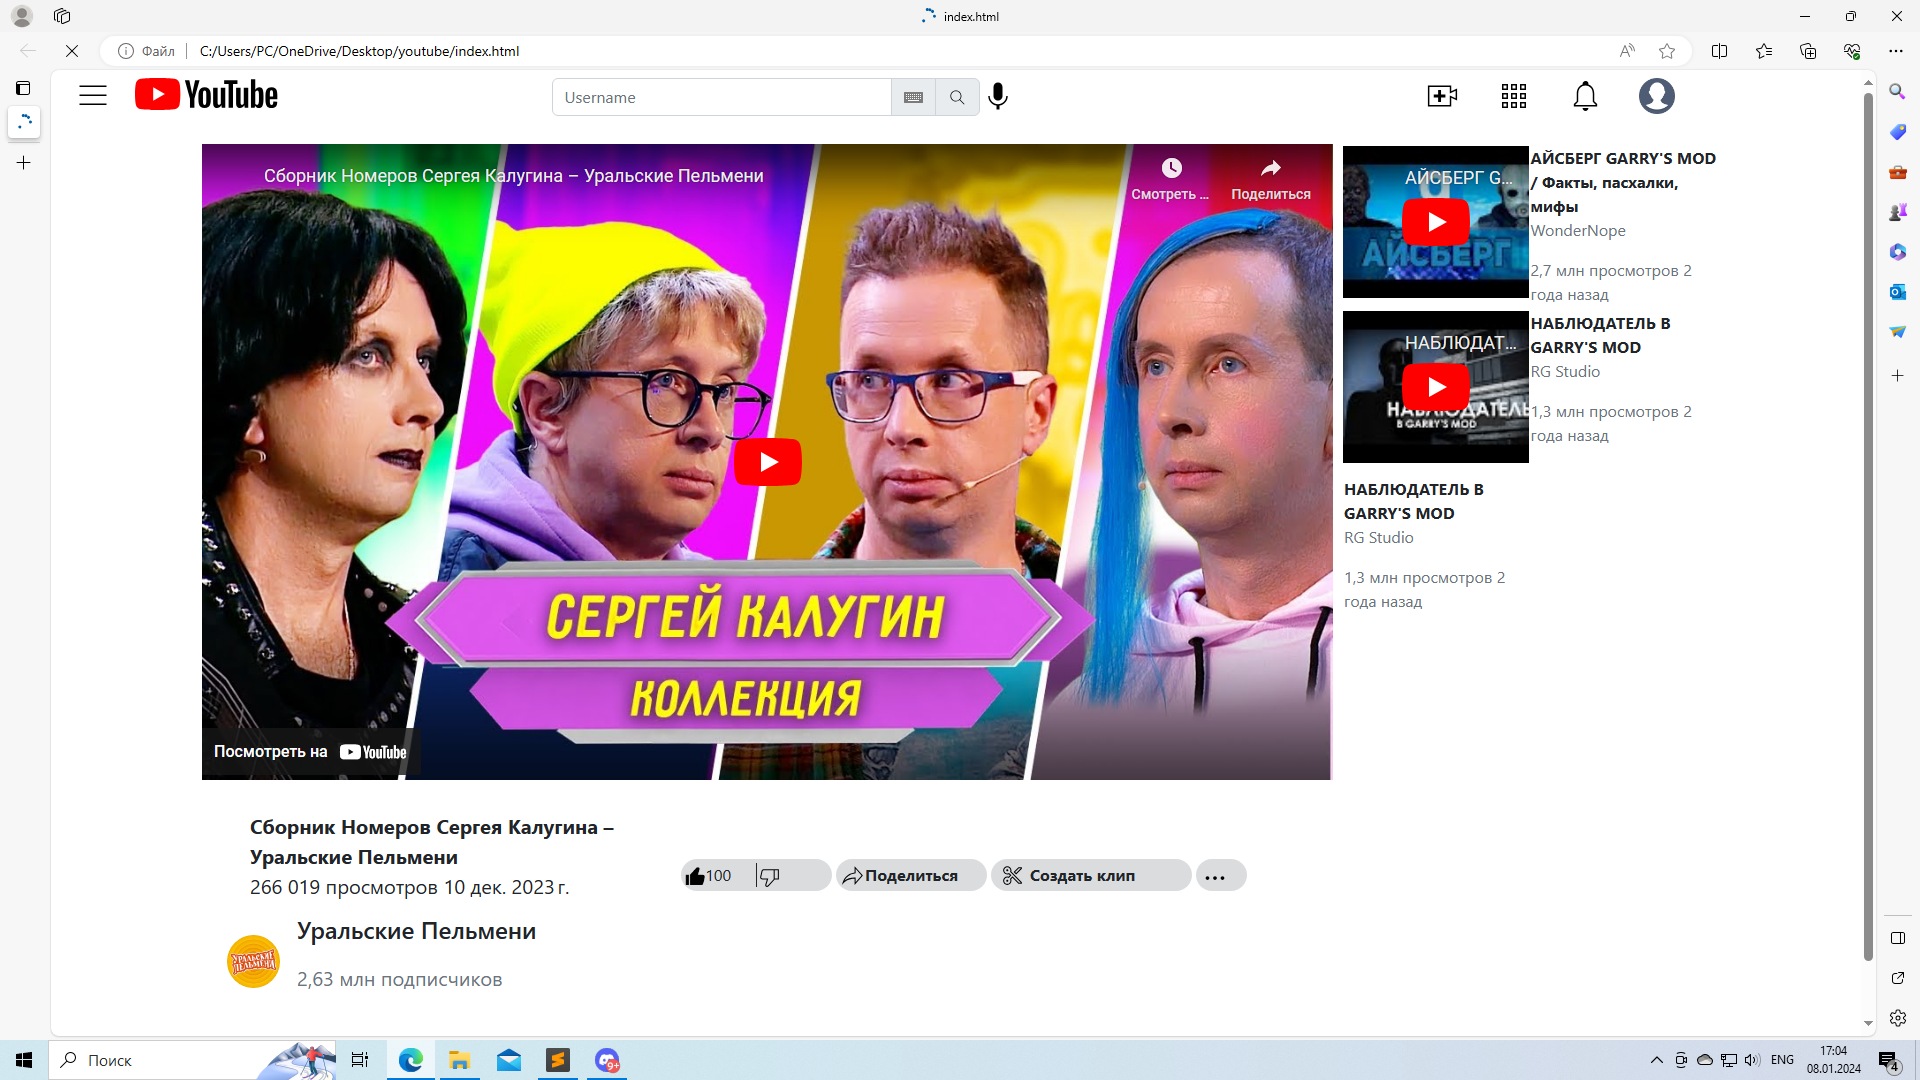 index.html
Файл
C:/Users/PC/OneDrive/Desktop/youtube/index.html
YouTube
Username
Сборник Номеров Сергея Калугина – Уральские Пельмени
Смотреть ...
Поделиться
СЕРГЕЙ КАЛУГИН
КОЛЛЕКЦИЯ
Посмотреть на YouTube
АЙСБЕРГ G...
АЙСБЕРГ
АЙСБЕРГ GARRY'S MOD
/ Факты, пасхалки,
мифы
WonderNope
2,7 млн просмотров 2
года назад
НАБЛЮДАТ...
НАБЛЮДАТЕЛЬ
В GARRY'S MOD
НАБЛЮДАТЕЛЬ В
GARRY'S MOD
RG Studio
1,3 млн просмотров 2
года назад
НАБЛЮДАТЕЛЬ В
GARRY'S MOD
RG Studio
1,3 млн просмотров 2
года назад
Сборник Номеров Сергея Калугина –
Уральские Пельмени
266 019 просмотров 10 дек. 2023 г.
100
Поделиться
Создать клип
...
УРАЛЬСКИЕ
ПЕЛЬМЕНИ
Уральские Пельмени
2,63 млн подписчиков
Поиск
9+
ENG
17:04
08.01.2024
4